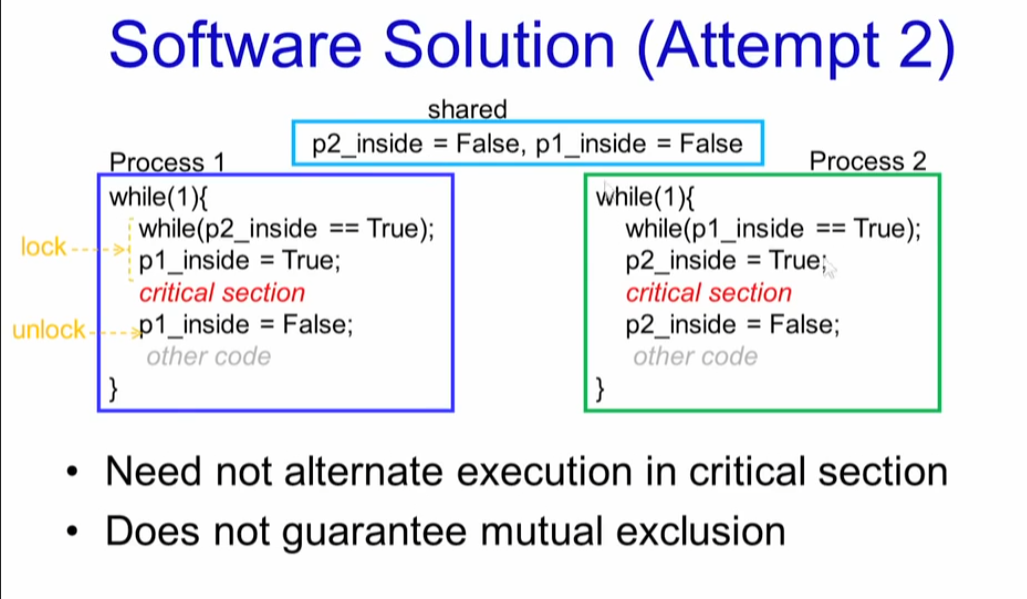 Software Solution (Attempt 2)
shared
p2_inside = False, p1_inside = False
Process 1
while(1){
while(p2_inside == True);
lock
p1_inside = True;
critical section
unlock
p1_inside = False;
other code
}
Process 2
while(1){
while(p1_inside == True);
p2_inside = True;
critical section
p2_inside = False;
other code
}
• Need not alternate execution in critical section
• Does not guarantee mutual exclusion